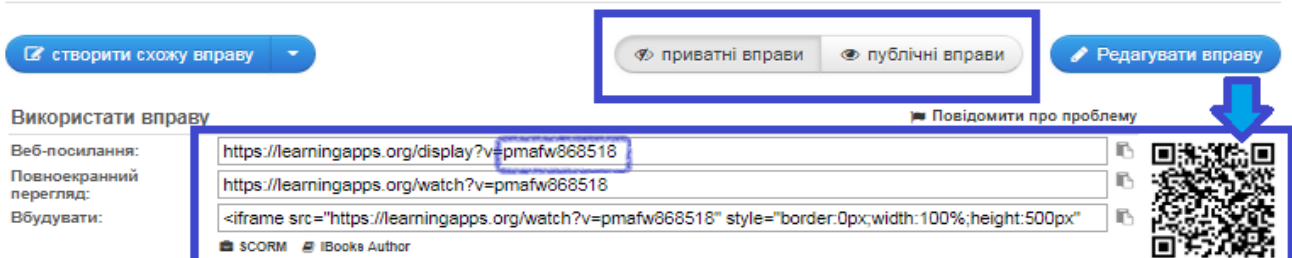 створити схожу вправу
приватні вправи публічні вправи
Редагувати вправу
Використати вправу
Повідомити про проблему
Веб-посилання: https://learningapps.org/display?v=pmafw868518
Повноекранний перегляд: https://learningapps.org/watch?v=pmafw868518
Вбудувати: <iframe src="https://learningapps.org/watch?v=pmafw868518" style="border:0px;width:100%;height:500px"
SCORM iBooks Author